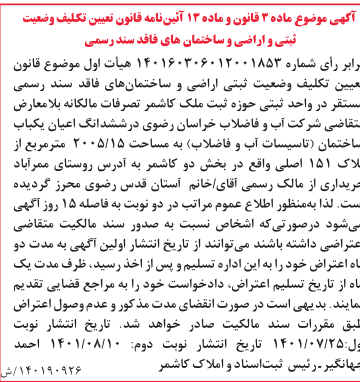 آگهی موضوع ماده ۳ قانون و ماده ۱۳ آئین‌نامه قانون تعیین تکلیف وضعیت
ثبتی و اراضی و ساختمان های فاقد سند رسمی
برابر رأی شماره ۱۴۰۱۶۰۳۰۶۰۱۲۰۰۱۸۵۳ هیأت اول موضوع قانون
تعیین تکلیف وضعیت ثبتی اراضی و ساختمان‌های فاقد سند رسمی
مستقر در واحد ثبتی حوزه ثبت ملک کاشمر تصرفات مالکانه بلامعارض
متقاضی شرکت آب و فاضلاب خراسان رضوی درششدانگ اعیان یکباب
ساختمان (تاسیسات آب و فاضلاب) به مساحت ۲۰۰۵/۱۵ مترمربع از
پلاک ۱۵۱ اصلی واقع در بخش دو کاشمر به آدرس روستای ممرآباد
خریداری از مالک رسمی آقای/خانم آستان قدس رضوی محرز گردیده
است. لذا به‌منظور اطلاع عموم مراتب در دو نوبت به فاصله ۱۵ روز آگهی
می‌شود درصورتی‌که اشخاص نسبت به صدور سند مالکیت متقاضی
اعتراضی داشته باشند می‌توانند از تاریخ انتشار اولین آگهی به مدت دو
ماه اعتراض خود را به این اداره تسلیم و پس از اخذ رسید، ظرف مدت یک
ماه از تاریخ تسلیم اعتراض، دادخواست خود را به مراجع قضایی تقدیم
نمایند. بدیهی است در صورت انقضای مدت مذکور و عدم وصول اعتراض
طبق مقررات سند مالکیت صادر خواهد شد. تاریخ انتشار نوبت
اول:۱۴۰۱/۰۷/۲۵ تاریخ انتشار نوبت دوم: ۱۴۰۱/۰۸/۱۰ احمد
جهانگیر-رئیس ثبت‌اسناد و املاک کاشمر
۱۴۰۱۹۰۹۲۶/ش